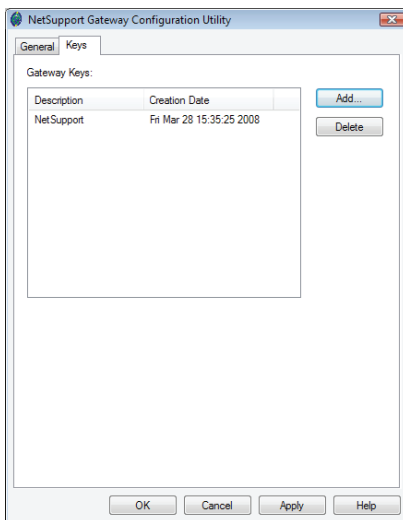 NetSupport Gateway Configuration Utility
General Keys
Gateway Keys:
Description Creation Date
NetSupport Fri Mar 28 15:35:25 2008
Add...
Delete
OK Cancel Apply Help